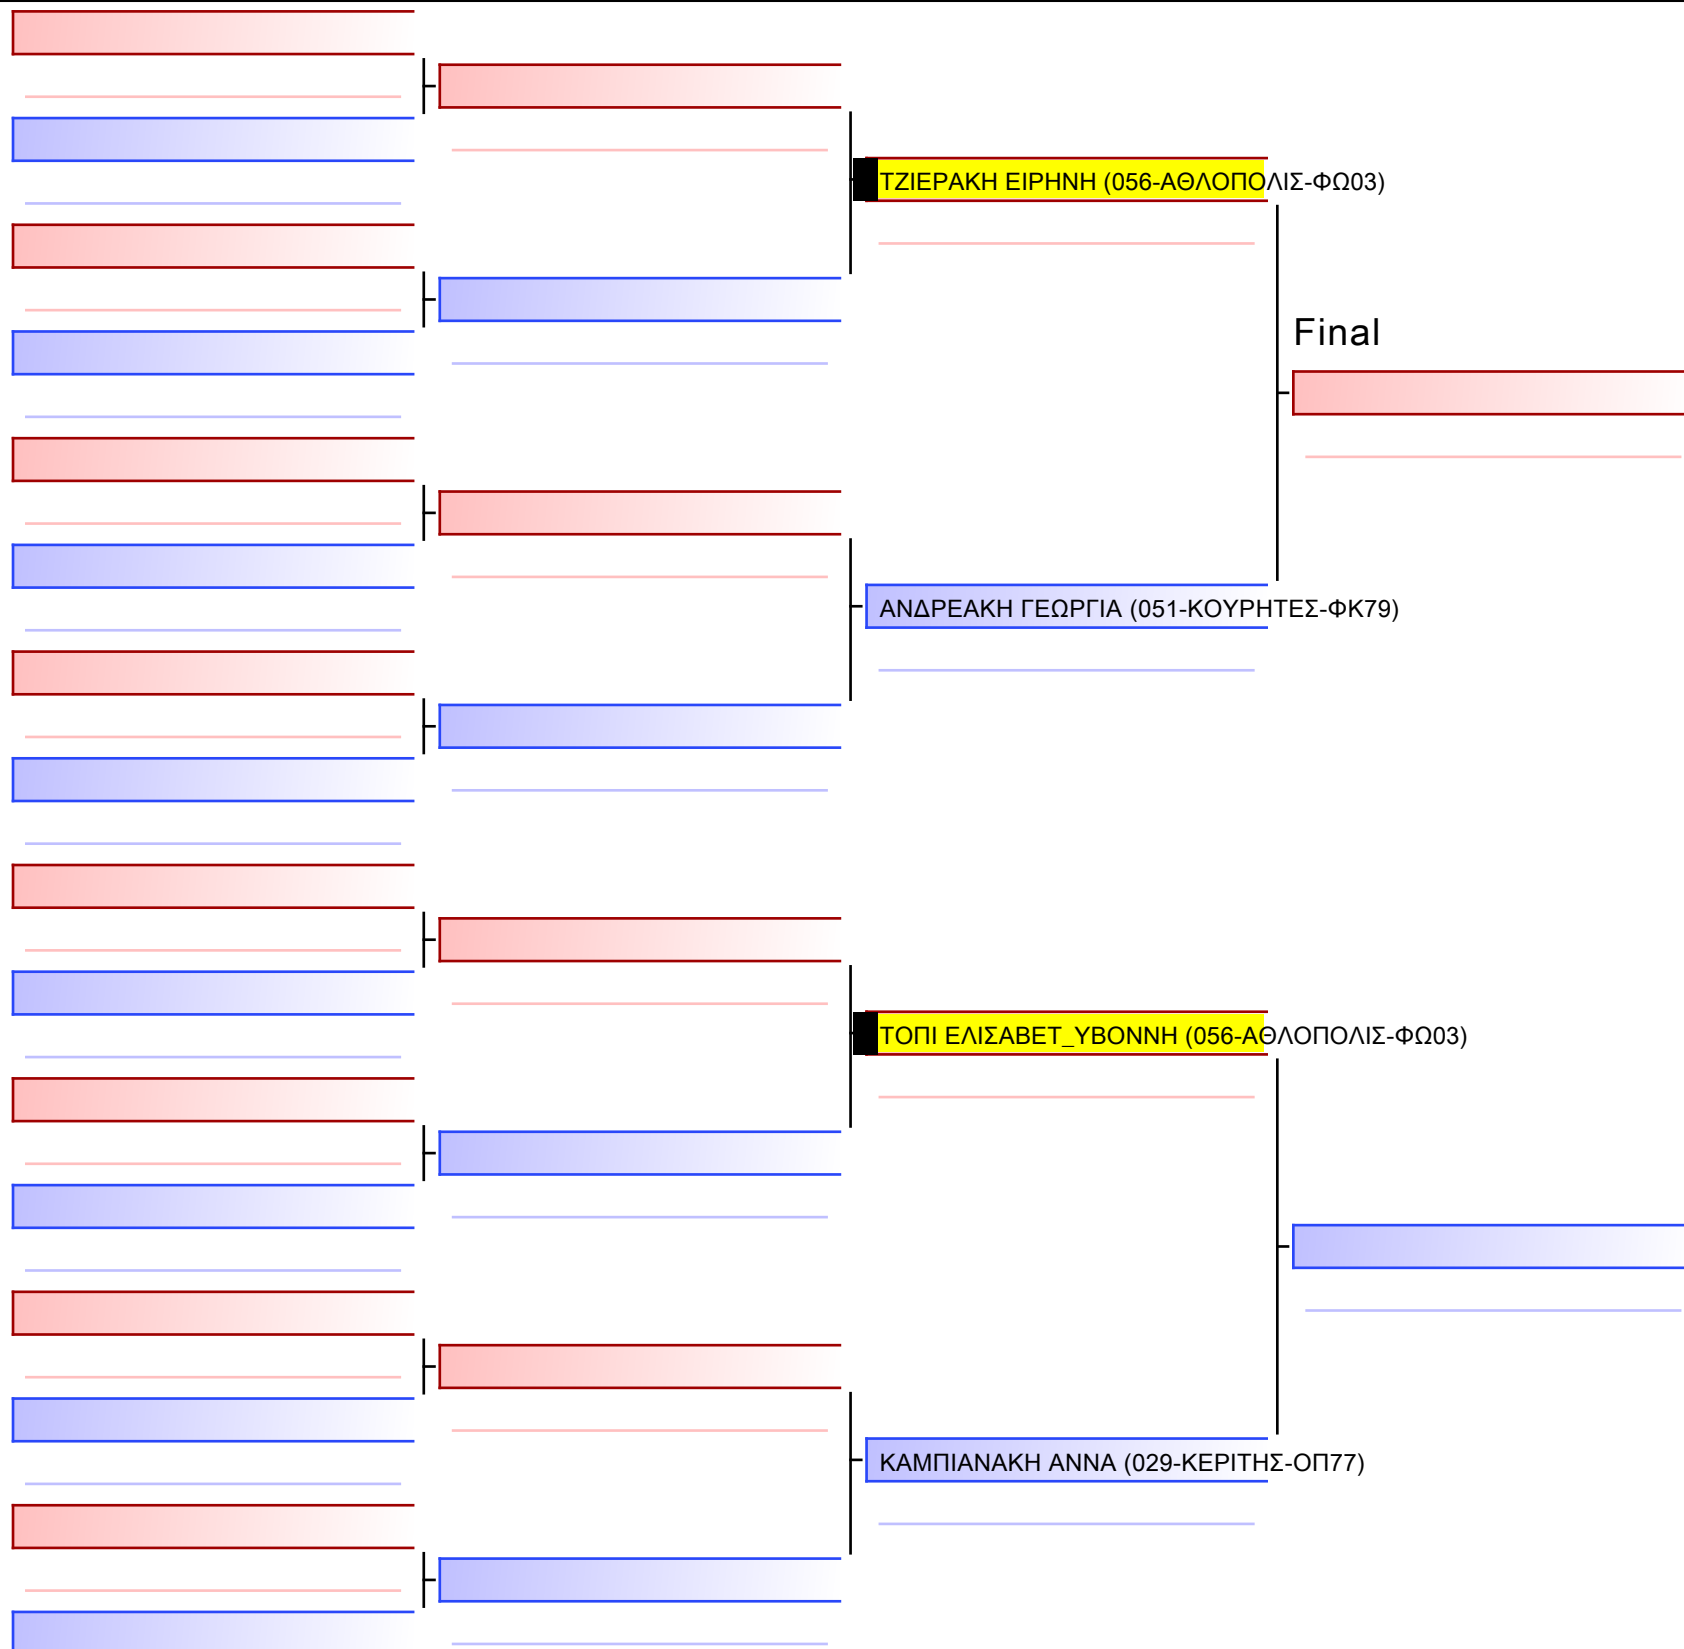 ΤΖΙΕΡΑΚΗ ΕΙΡΗΝΗ (056-ΑΘΛΟΠΟΛΙΣ-ΦΩ03)
Final
ΑΝΔΡΕΑΚΗ ΓΕΩΡΓΙΑ (051-ΚΟΥΡΗΤΕΣ-ΦΚ79)
ΤΟΠΙ ΕΛΙΣΑΒΕΤ_ΥΒΟΝΝΗ (056-ΑΘΛΟΠΟΛΙΣ-ΦΩ03)
ΚΑΜΠΙΑΝΑΚΗ ΑΝΝΑ (029-ΚΕΡΙΤΗΣ-ΟΠ77)